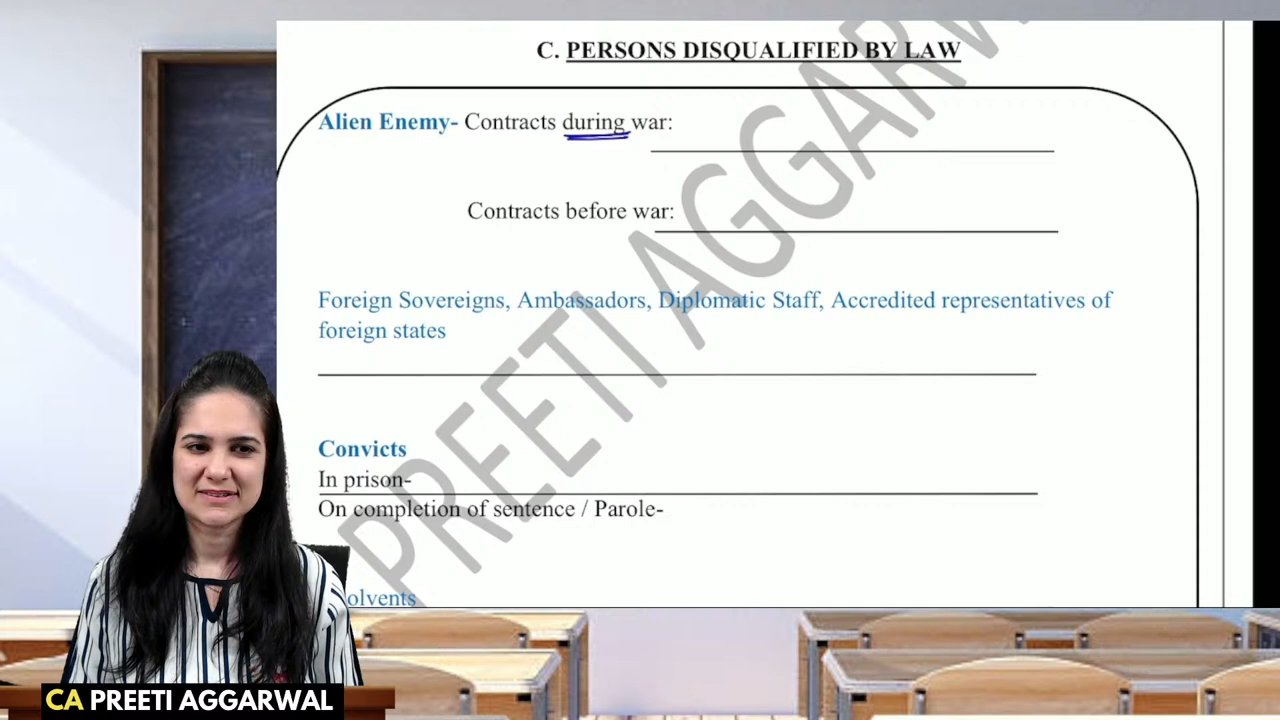 C. PERSONS DISQUALIFIED BY LAW
Alien Enemy- Contracts during war:
Contracts before war:
Foreign Sovereigns, Ambassadors, Diplomatic Staff, Accredited representatives of
foreign states
Convicts
In prison-
On completion of sentence / Parole-
olvents
PREETI AGGARW
CA PREETI AGGARWAL